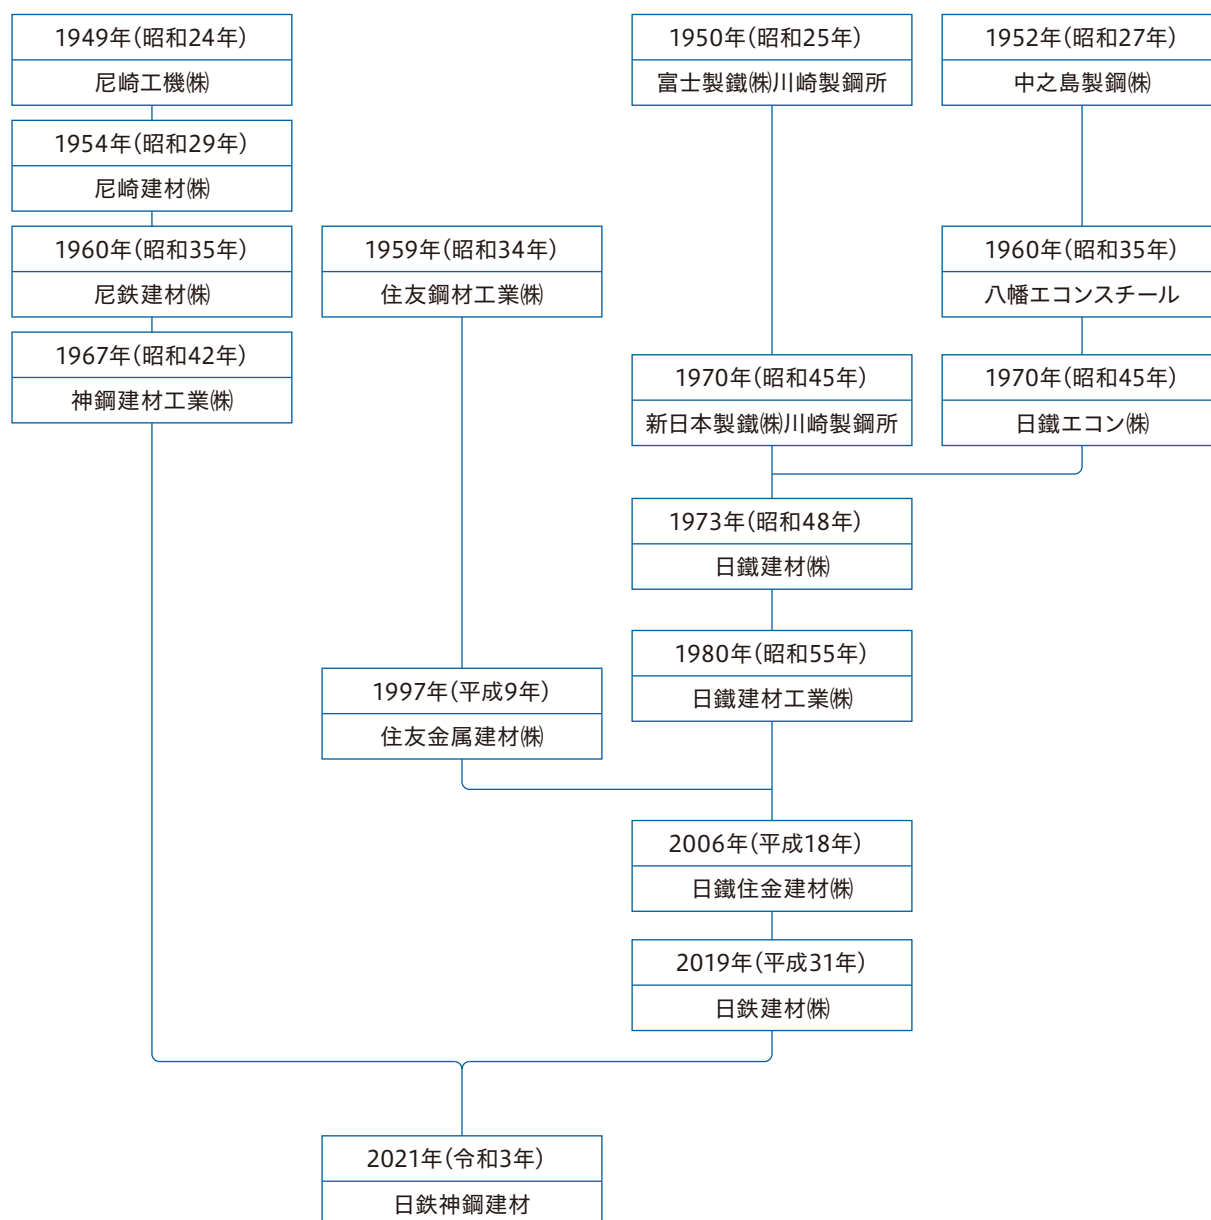 1949年(昭和24年)
尼崎工機㈱
1954年(昭和29年)
尼崎建材㈱
1960年(昭和35年)
尼鉄建材㈱
1967年(昭和42年)
神鋼建材工業㈱
1959年(昭和34年)
住友鋼材工業㈱
1997年(平成9年)
住友金属建材㈱
1950年(昭和25年)
富士製鐵㈱川崎製鋼所
1970年(昭和45年)
新日本製鐵㈱川崎製鋼所
1952年(昭和27年)
中之島製鋼㈱
1960年(昭和35年)
八幡エコンスチール
1970年(昭和45年)
日鐵エコン㈱
1973年(昭和48年)
日鐵建材㈱
1980年(昭和55年)
日鐵建材工業㈱
2006年(平成18年)
日鐵住金建材㈱
2019年(平成31年)
日鉄建材㈱
2021年(令和3年)
日鉄神鋼建材